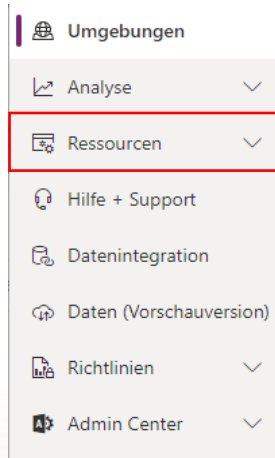 Umgebungen
Analyse
Ressourcen
Hilfe + Support
Datenintegration
Daten (Vorschauversion)
Richtlinien
Admin Center